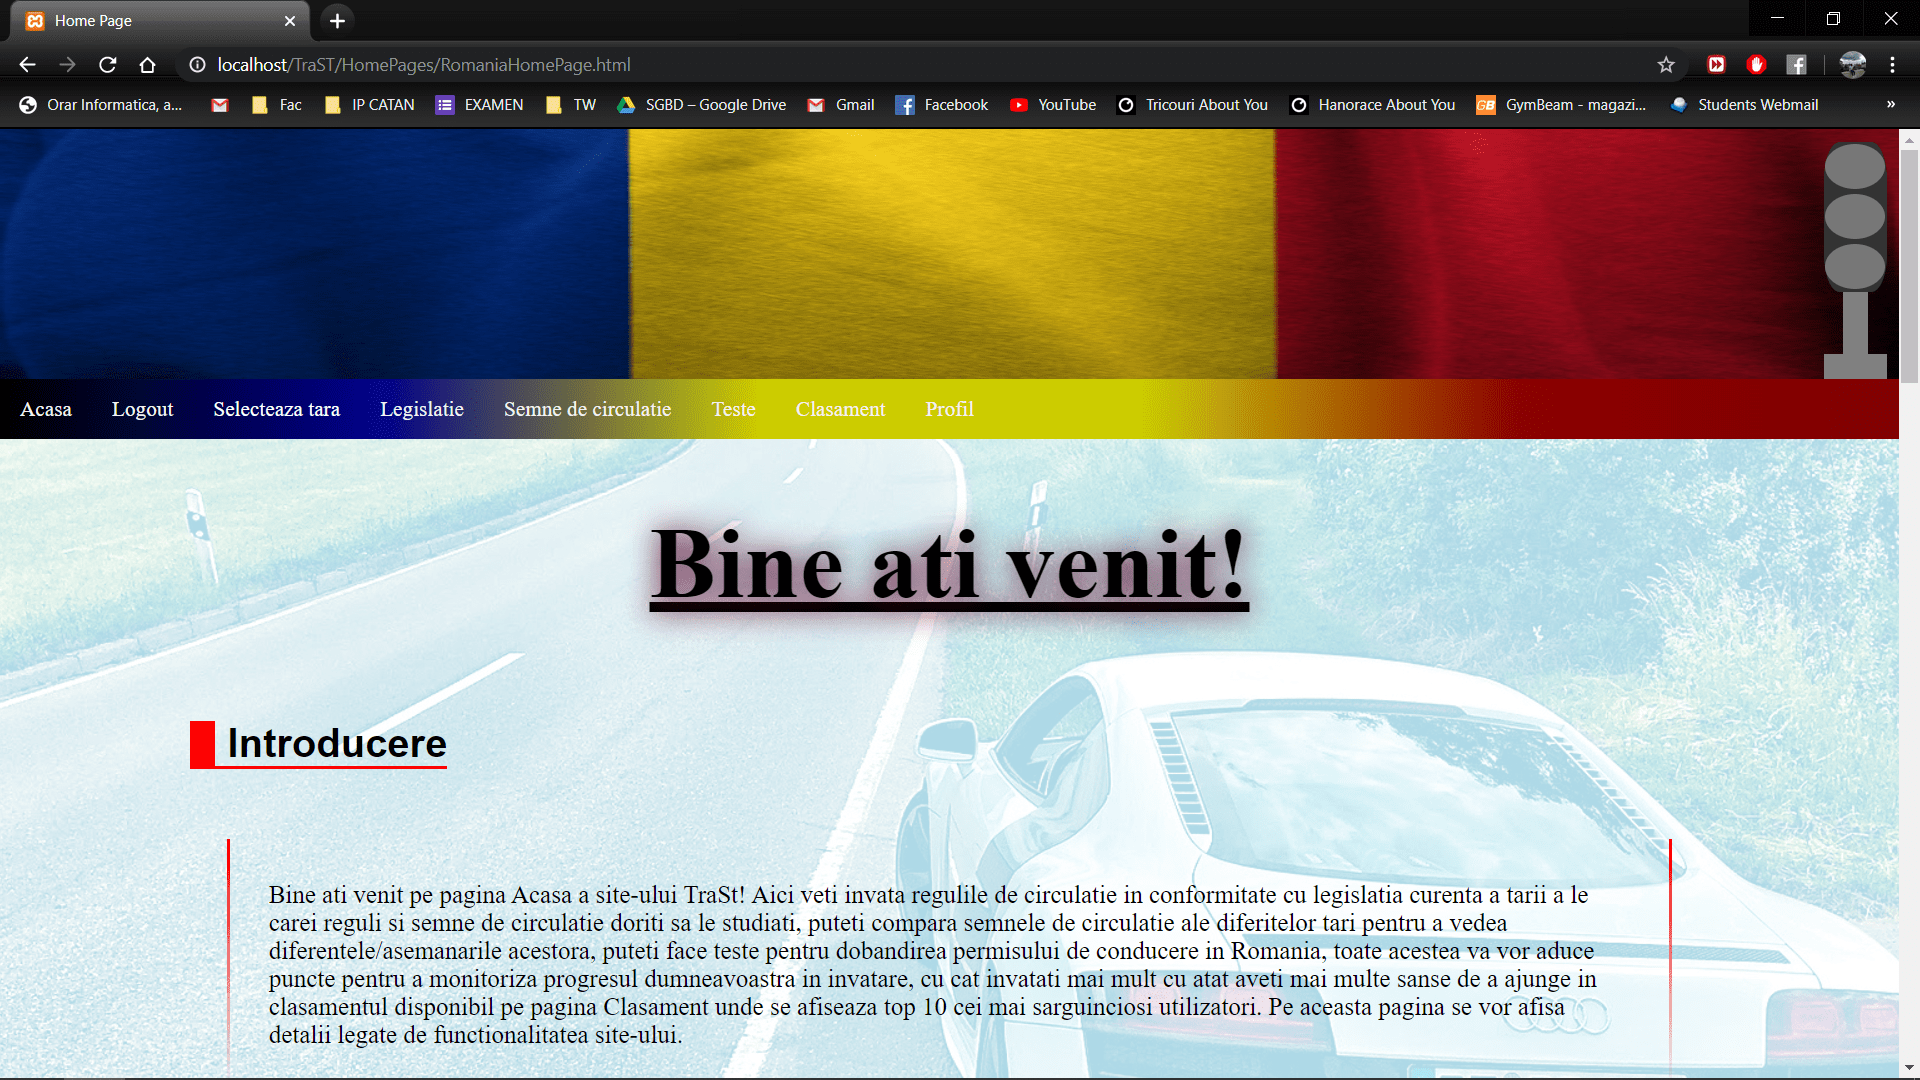 Home Page
localhost/TraST/HomePages/RomaniaHomePage.html
Orar Informatica, a... Fac IP CATAN EXAMEN TW SGBD – Google Drive Gmail Facebook YouTube Tricouri About You Hanorace About You GymBeam - magazi... Students Webmail »
Acasa Logout Selecteaza tara Legislatie Semne de circulatie Teste Clasament Profil
Bine ati venit!
Introducere
Bine ati venit pe pagina Acasa a site-ului TraSt! Aici veti invata regulile de circulatie in conformitate cu legislatia curenta a tarii a le
carei reguli si semne de circulatie doriti sa le studiati, puteti compara semnele de circulatie ale diferitelor tari pentru a vedea
diferentele/asemanarile acestora, puteti face teste pentru dobandirea permisului de conducere in Romania, toate acestea va vor aduce
puncte pentru a monitoriza progresul dumneavoastra in invatare, cu cat invatati mai mult cu atat aveti mai multe sanse de a ajunge in
clasamentul disponibil pe pagina Clasament unde se afiseaza top 10 cei mai sarguinciosi utilizatori. Pe aceasta pagina se vor afisa
detalii legate de functionalitatea site-ului.